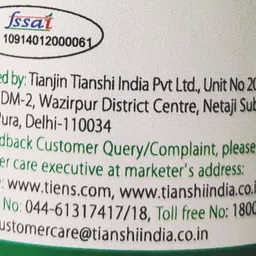 fssai
10914012000061
ed by: Tianjin Tianshi India Pvt Ltd., Unit No 20
DM-2, Wazirpur District Centre, Netaji Sub
Pura, Delhi-110034
dback Customer Query/Complaint, please
er care executive at marketer's address:
: www.tiens.com, www.tianshiindia.co.in
No: 044-61317417/18, Toll free No: 1800
ustomercare@tianshiindia.co.in